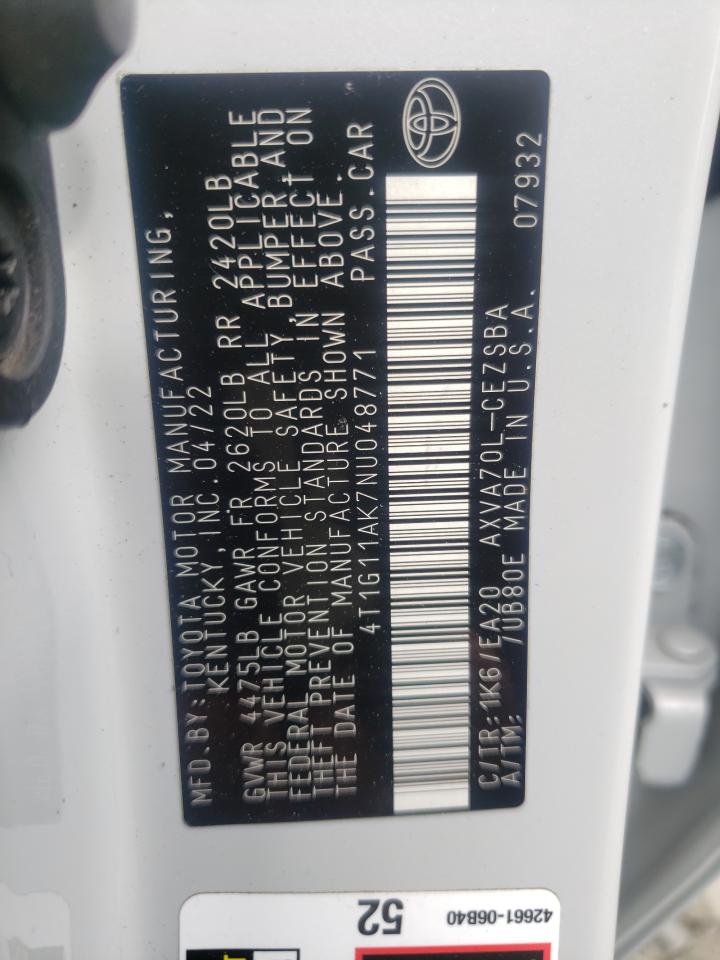 MFD.BY:TOYOTA MOTOR MANUFACTURING,
KENTUCKY,INC.04/22
GVWR 4475LB GAWR FR 2620LB RR 2420LB
THIS VEHICLE CONFORMS TO ALL APPLICABLE
FEDERAL MOTOR VEHICLE SAFETY,BUMPER,AND
THEFT PREVENTION STANDARDS IN EFFECT ON
THE DATE OF MANUFACTURE SHOWN ABOVE.
4T1G11AK7NU048771 PASS.CAR
C/TR:1K6/EA20 AXVA70L-CEZSBA
A/TM: /UB80E MADE IN U.S.A. 07932
52
42661-06B40